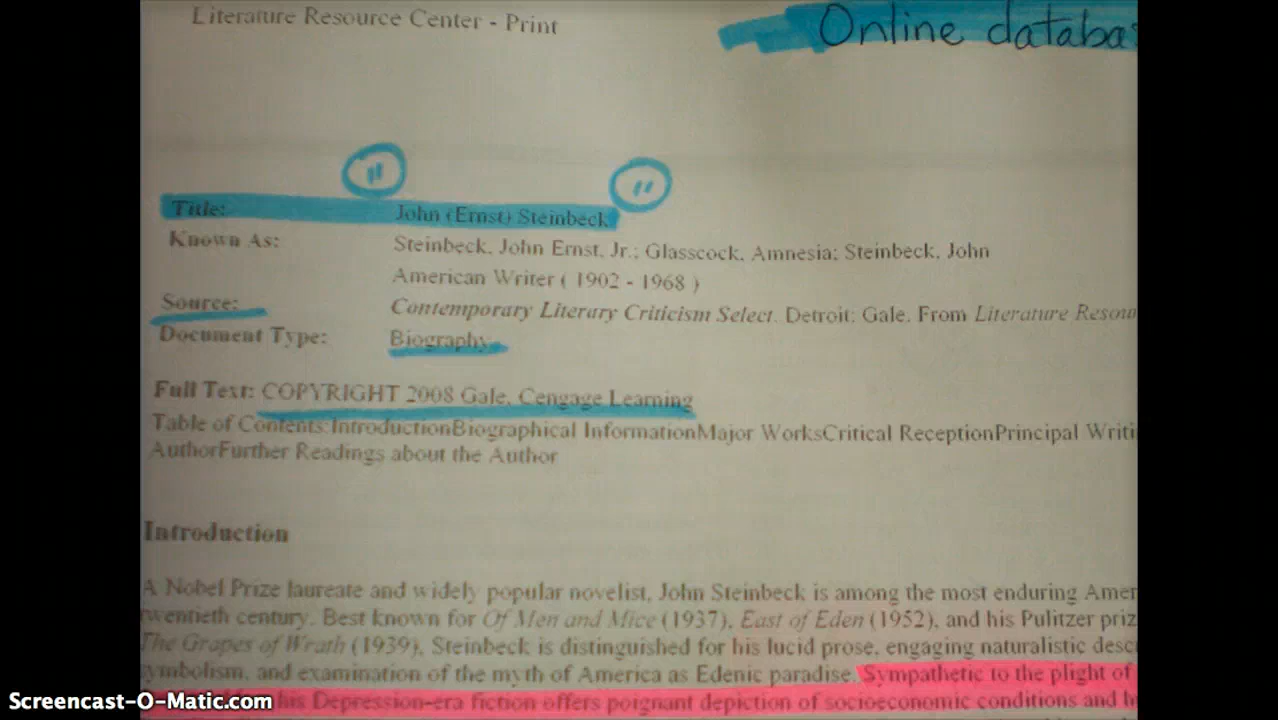 Literature Resource Center - Print
Online databas
" "
Title: John (Ernst) Steinbeck
Known As: Steinbeck, John Ernst, Jr.; Glasscock, Amnesia; Steinbeck, John
American Writer ( 1902 - 1968 )
Source: Contemporary Literary Criticism Select. Detroit: Gale. From Literature Resou
Document Type: Biography
Full Text: COPYRIGHT 2008 Gale, Cengage Learning
Table of Contents:IntroductionBiographical InformationMajor WorksCritical ReceptionPrincipal Writi
AuthorFurther Readings about the Author
Introduction
A Nobel Prize laureate and widely popular novelist, John Steinbeck is among the most enduring Amer
twentieth century. Best known for Of Men and Mice (1937), East of Eden (1952), and his Pulitzer priz
The Grapes of Wrath (1939), Steinbeck is distinguished for his lucid prose, engaging naturalistic desc
symbolism, and examination of the myth of America as Edenic paradise. Sympathetic to the plight of
his Depression-era fiction offers poignant depiction of socioeconomic conditions and h
Screencast-O-Matic.com